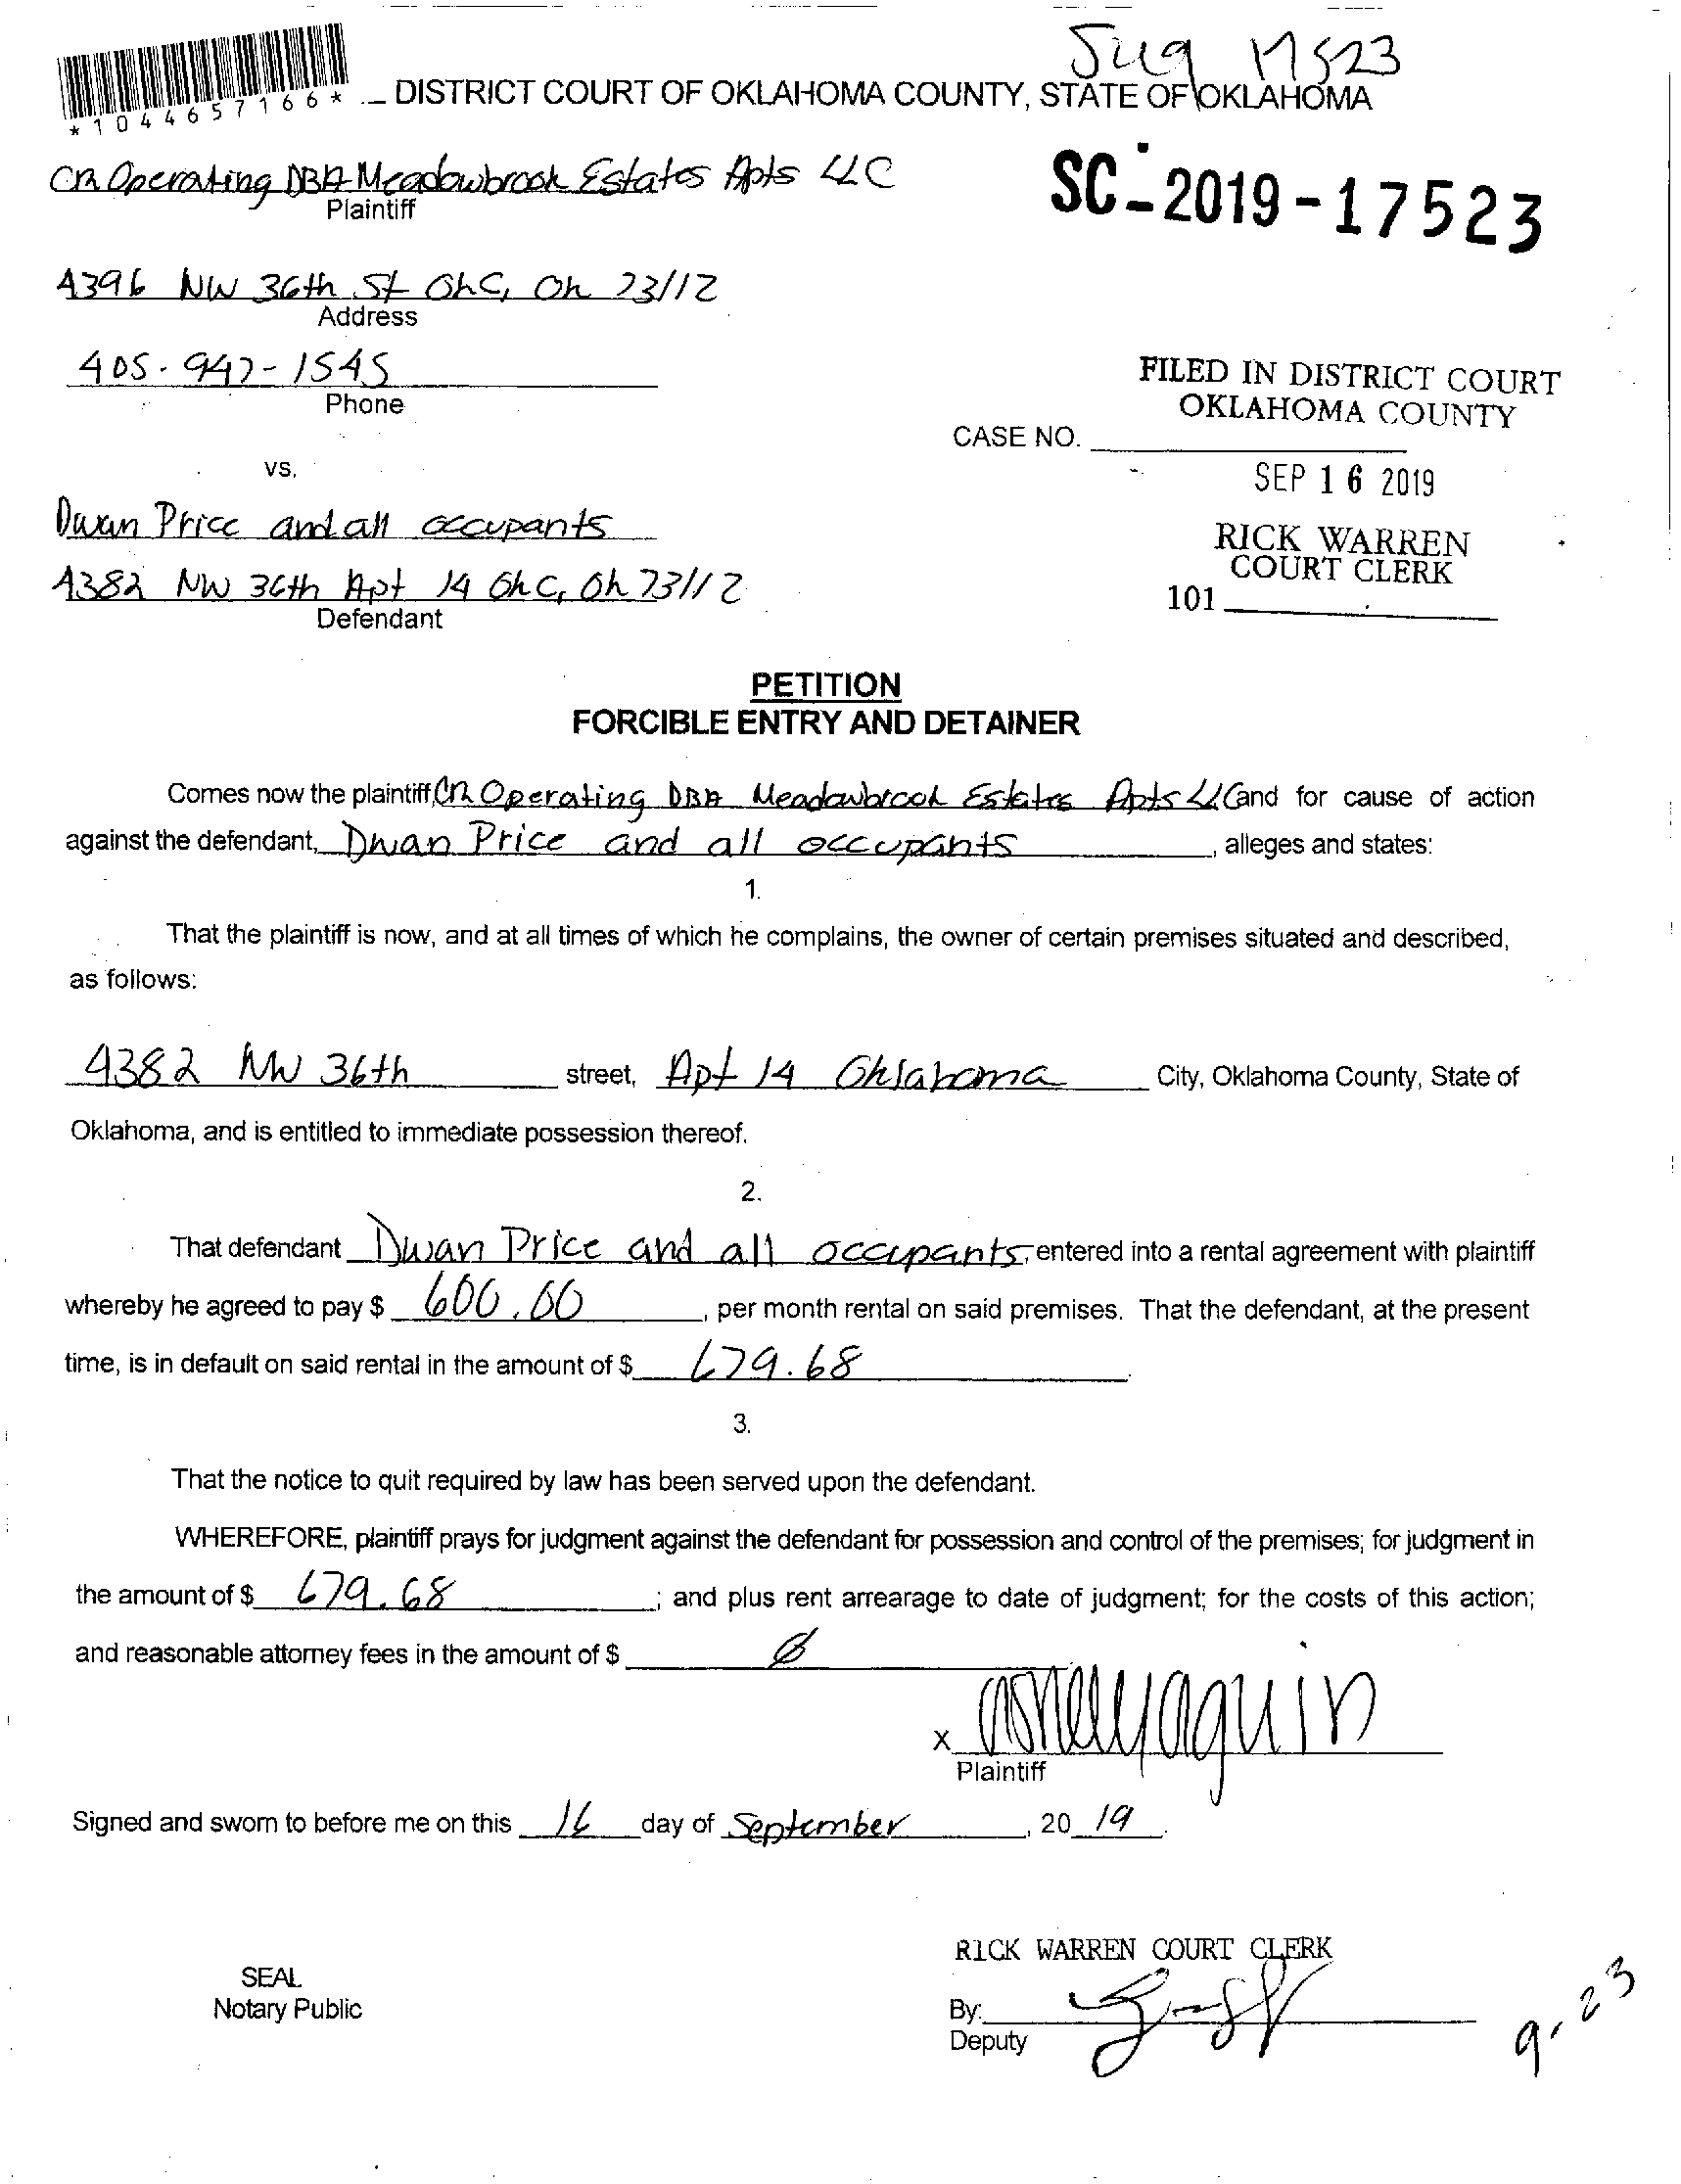 *1044657166*
DISTRICT COURT OF OKLAHOMA COUNTY, STATE OF OKLAHOMA
17523
CR Operating DBA Meadowbrook Estates Apts LLC
Plaintiff
SC-2019-17523
4396 NW 36th St OkC, Ok 73112
Address
405-947-1545
Phone
FILED IN DISTRICT COURT
OKLAHOMA COUNTY
CASE NO.
vs.
SEP 16 2019
Dwan Price and all occupants
RICK WARREN
COURT CLERK
4382 NW 36th Apt 14 OkC, Ok 73112
101
Defendant
PETITION
FORCIBLE ENTRY AND DETAINER
Comes now the plaintiff, CR Operating DBA Meadowbrook Estates Apts LLC and for cause of action
against the defendant, Dwan Price and all occupants, alleges and states:
1.
That the plaintiff is now, and at all times of which he complains, the owner of certain premises situated and described,
as follows:
4382 NW 36th street, Apt 14 Oklahoma City, Oklahoma County, State of
Oklahoma, and is entitled to immediate possession thereof.
2.
That defendant Dwan Price and all occupants, entered into a rental agreement with plaintiff
whereby he agreed to pay $ 600.00, per month rental on said premises. That the defendant, at the present
time, is in default on said rental in the amount of $ 679.68.
3.
That the notice to quit required by law has been served upon the defendant.
WHEREFORE, plaintiff prays for judgment against the defendant for possession and control of the premises; for judgment in
the amount of $ 679.68; and plus rent arrearage to date of judgment; for the costs of this action;
and reasonable attorney fees in the amount of $ Ø
X
Plaintiff
Signed and sworn to before me on this 16 day of September, 20 19.
RICK WARREN COURT CLERK
SEAL
Notary Public
By:
Deputy
9-23